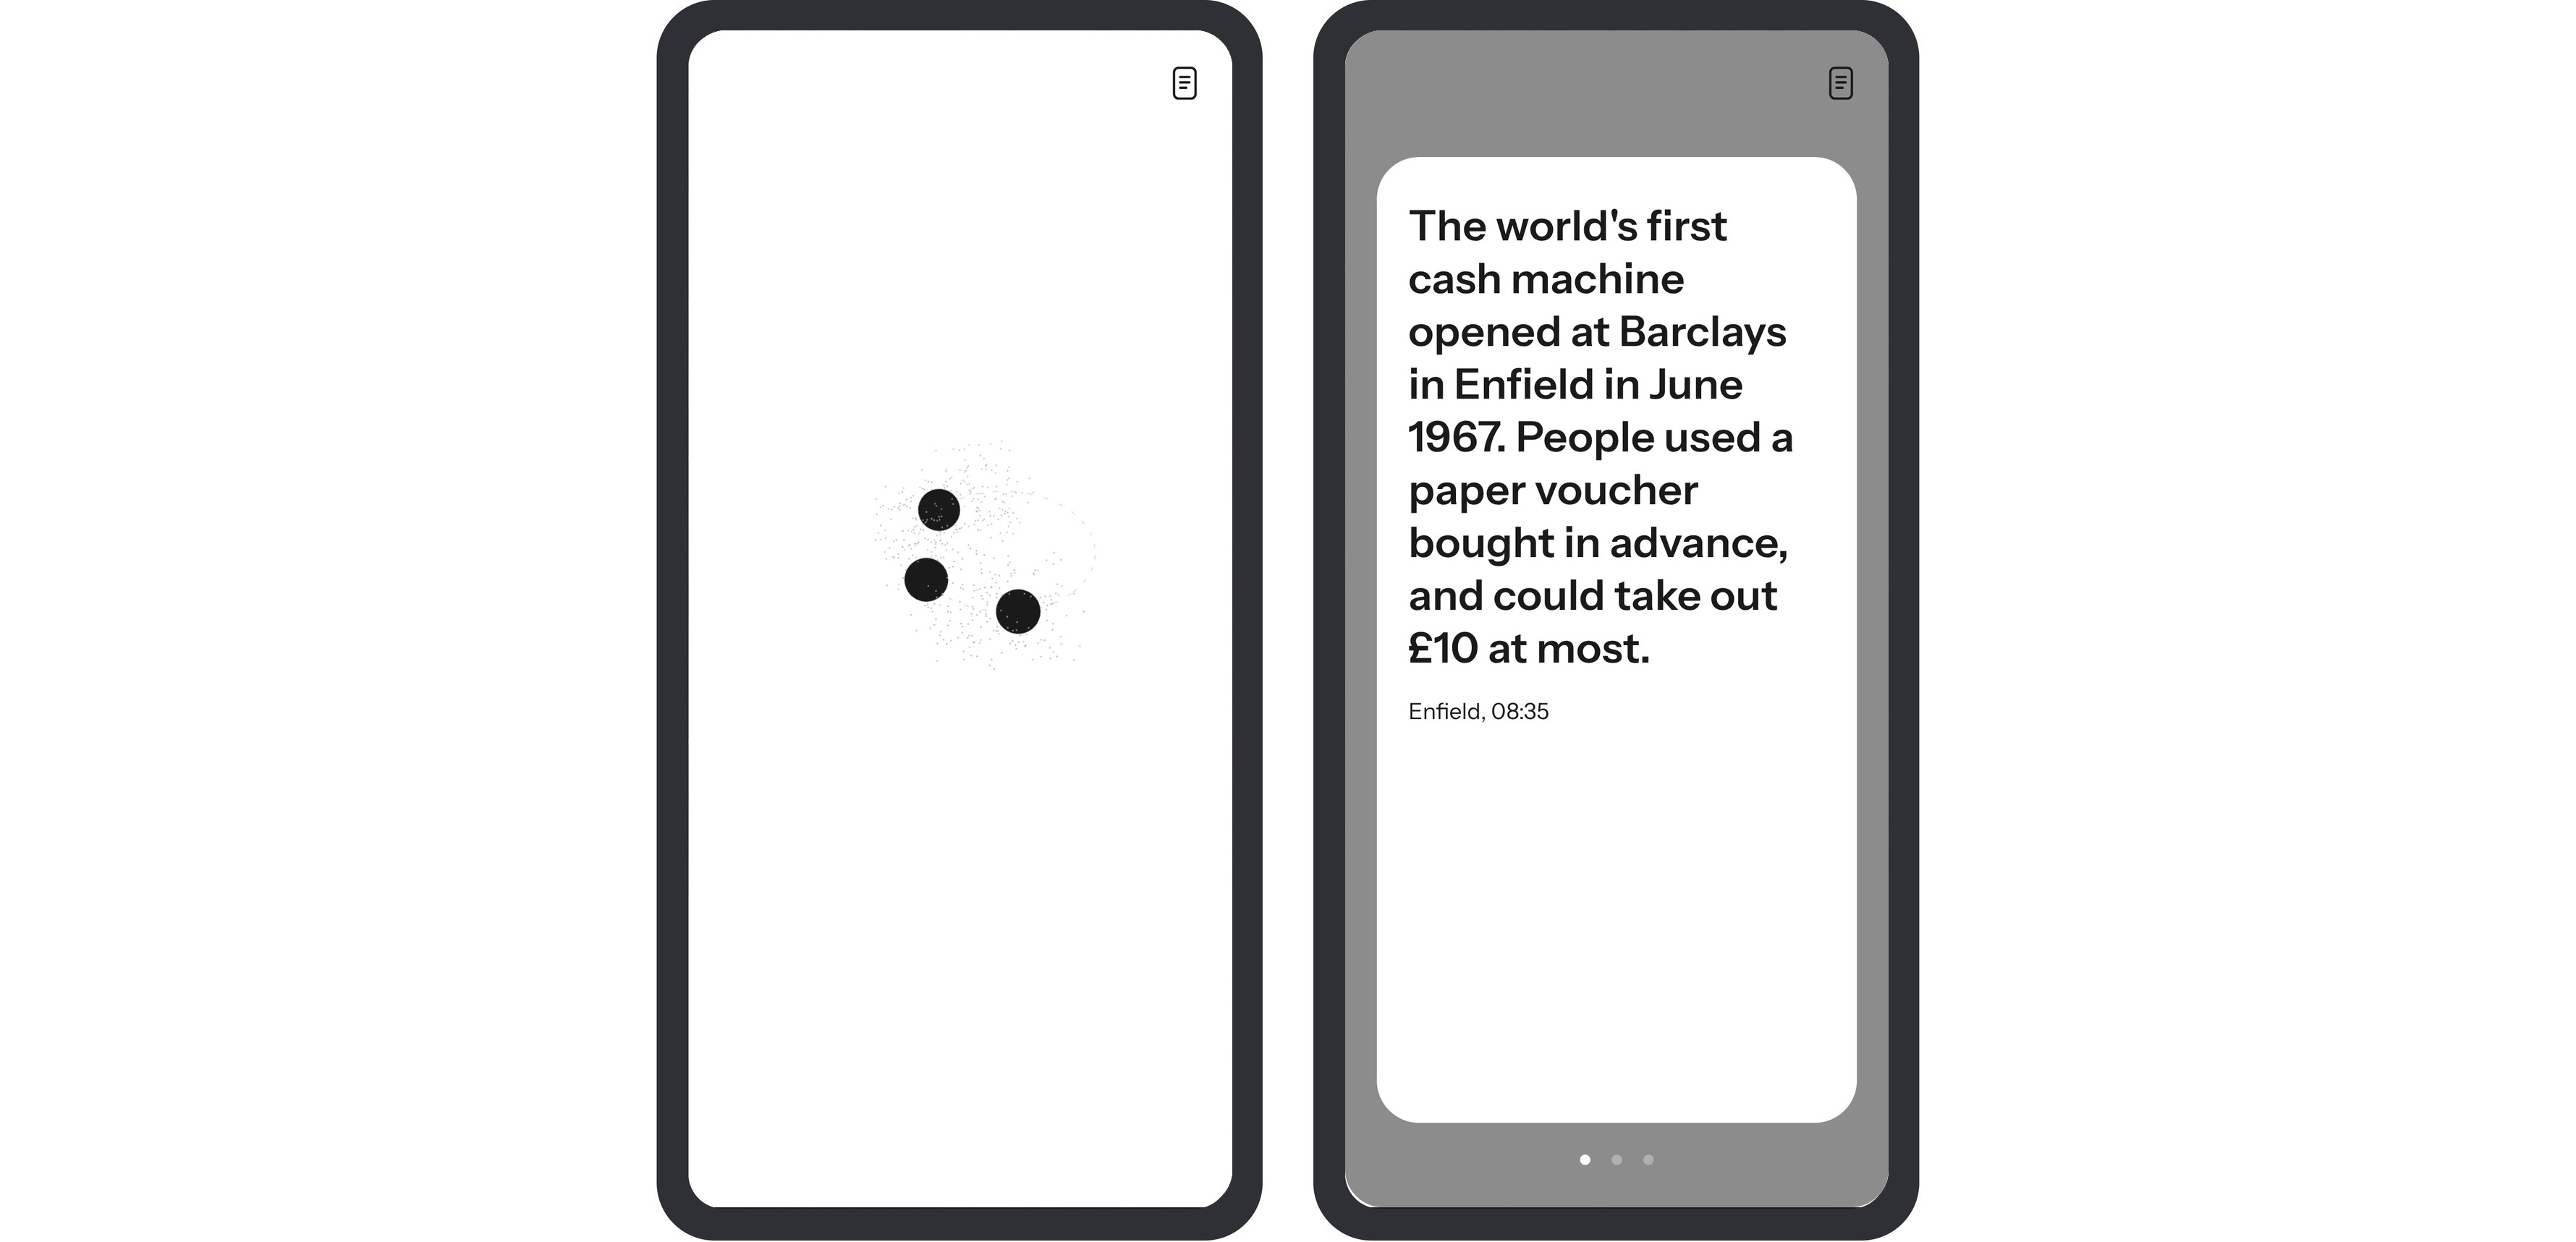 The world's first
cash machine
opened at Barclays
in Enfield in June
1967. People used a
paper voucher
bought in advance,
and could take out
£10 at most.
Enfield, 08:35